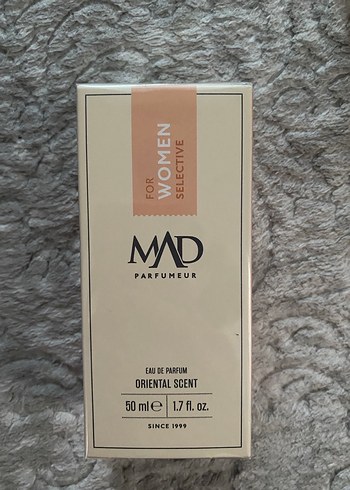 FOR
WOMEN
SELECTIVE
MAD
PARFUMEUR
EAU DE PARFUM
ORIENTAL SCENT
50 ml ℮ 1.7 fl. oz.
SINCE 1999